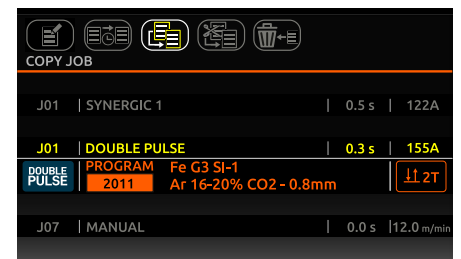 COPY JOB
J01 | SYNERGIC 1 | 0.5 s | 122A
J01 | DOUBLE PULSE | 0.3 s | 155A
DOUBLE PULSE PROGRAM 2011 Fe G3 Si-1
Ar 16-20% CO2 - 0.8mm 2T
J07 | MANUAL | 0.0 s | 12.0 m/min